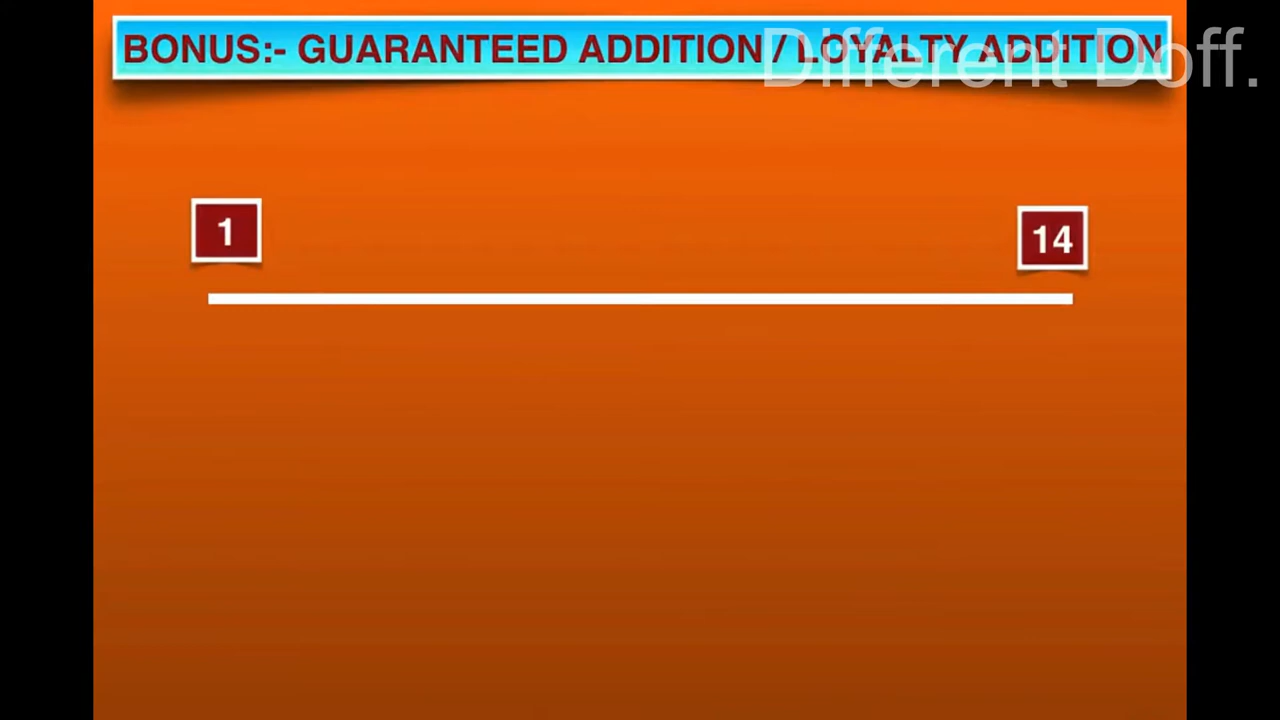 BONUS:- GUARANTEED ADDITION / LOYALTY ADDITION
Different Doff.
1
14